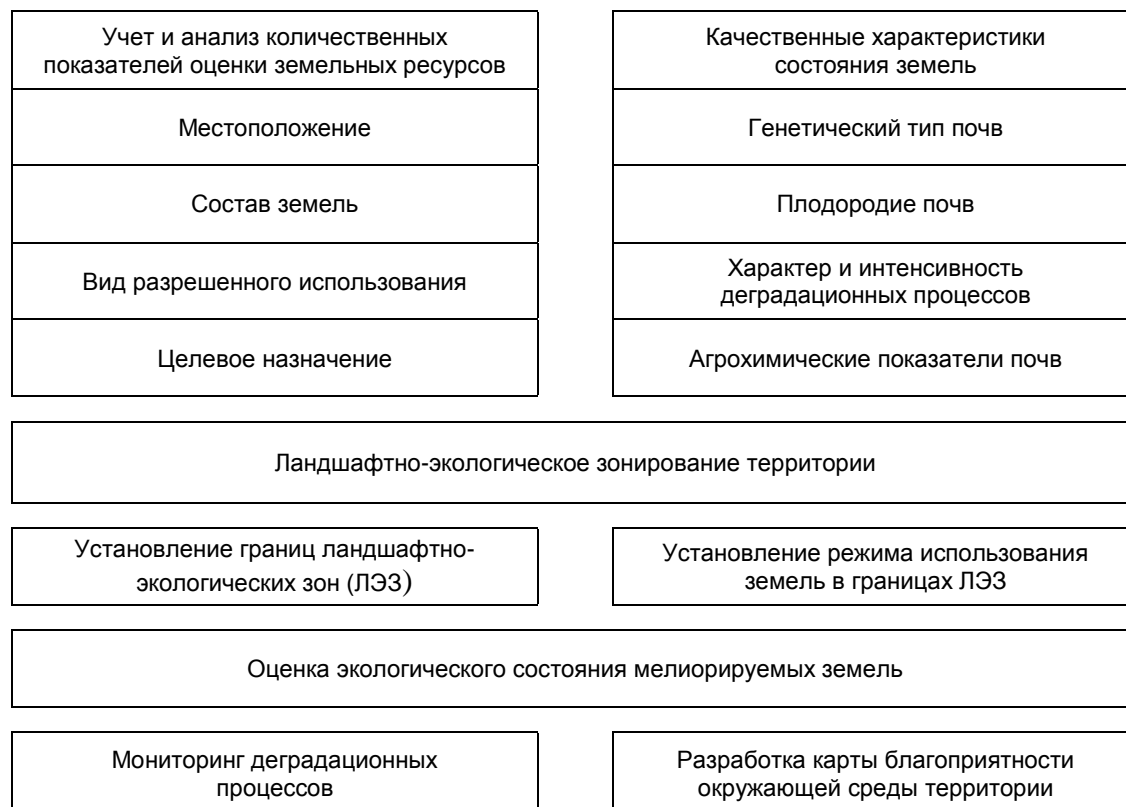 Учет и анализ количественных
показателей оценки земельных ресурсов
Качественные характеристики
состояния земель
Местоположение
Генетический тип почв
Состав земель
Плодородие почв
Вид разрешенного использования
Характер и интенсивность
деградационных процессов
Целевое назначение
Агрохимические показатели почв
Ландшафтно-экологическое зонирование территории
Установление границ ландшафтно-
экологических зон (ЛЭЗ)
Установление режима использования
земель в границах ЛЭЗ
Оценка экологического состояния мелиорируемых земель
Мониторинг деградационных
процессов
Разработка карты благоприятности
окружающей среды территории